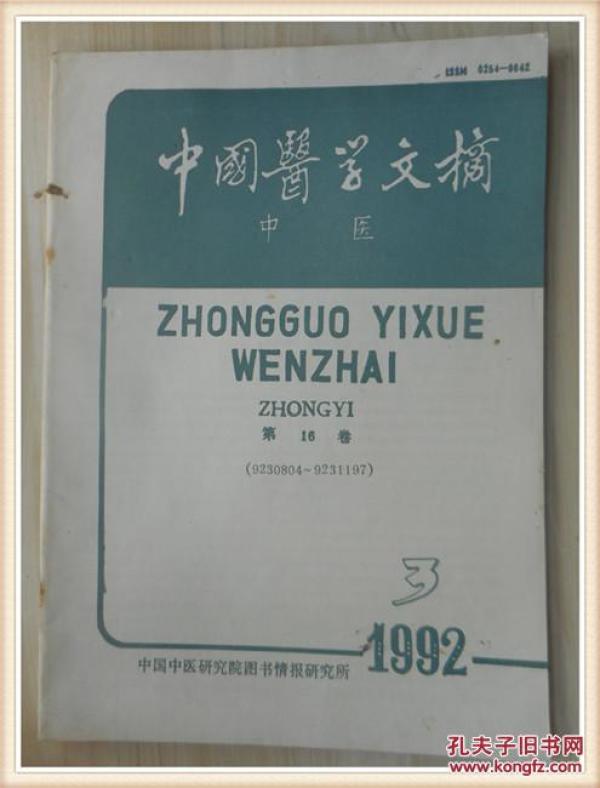 ISSN 0254-9042
中國醫学文摘
中医
ZHONGGUO YIXUE
WENZHAI
ZHONGYI
第 16 卷
(9230804~9231197)
3
1992
中国中医研究院图书情报研究所
孔夫子旧书网
www.kongfz.com